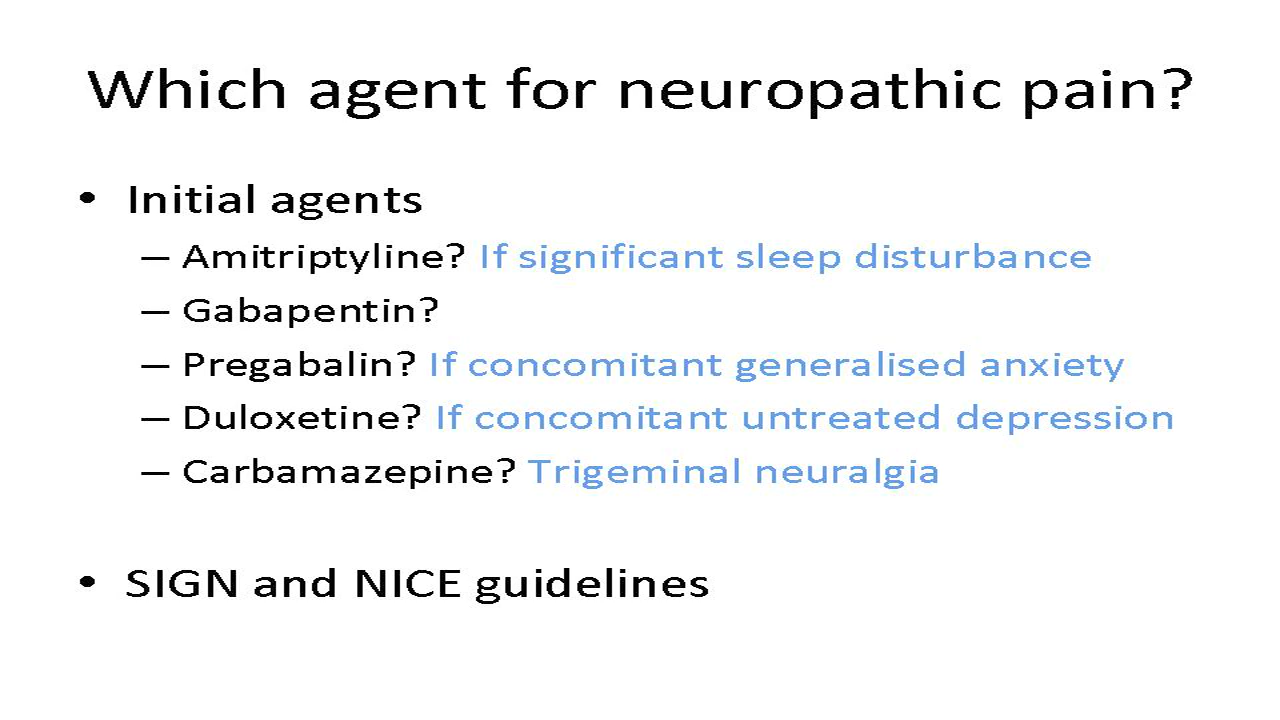 Which agent for neuropathic pain?
• Initial agents
– Amitriptyline? If significant sleep disturbance
– Gabapentin?
– Pregabalin? If concomitant generalised anxiety
– Duloxetine? If concomitant untreated depression
– Carbamazepine? Trigeminal neuralgia
• SIGN and NICE guidelines